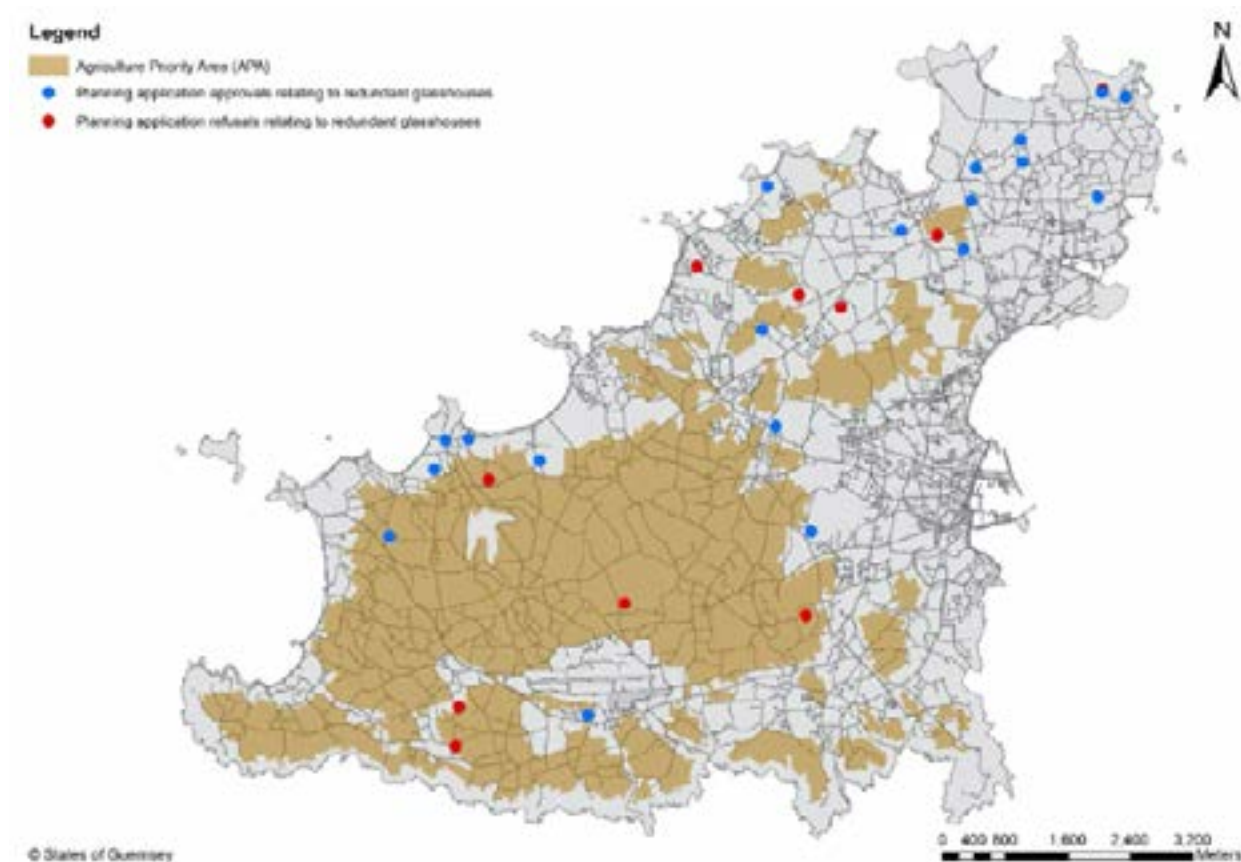 Legend
Agriculture Priority Area (APA)
Planning application approvals relating to redundant glasshouses
Planning application refusals relating to redundant glasshouses
N
0 400 800 1,600 2,400 3,200
Meters
© States of Guernsey